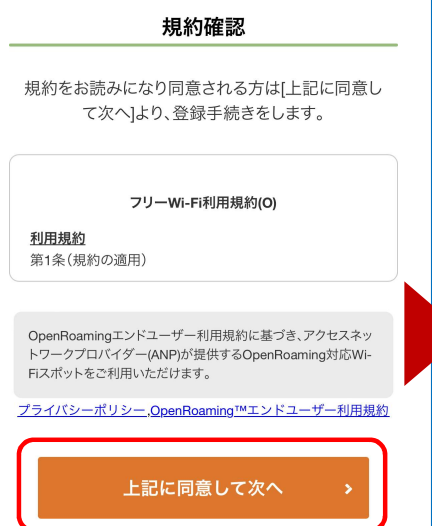 規約確認
規約をお読みになり同意される方は[上記に同意し
て次へ]より、登録手続きをします。
フリーWi-Fi利用規約(O)
利用規約
第1条（規約の適用）
OpenRoamingエンドユーザー利用規約に基づき、アクセスネッ
トワークプロバイダー(ANP)が提供するOpenRoaming対応Wi-
Fiスポットをご利用いただけます。
プライバシーポリシー,OpenRoaming™エンドユーザー利用規約
上記に同意して次へ